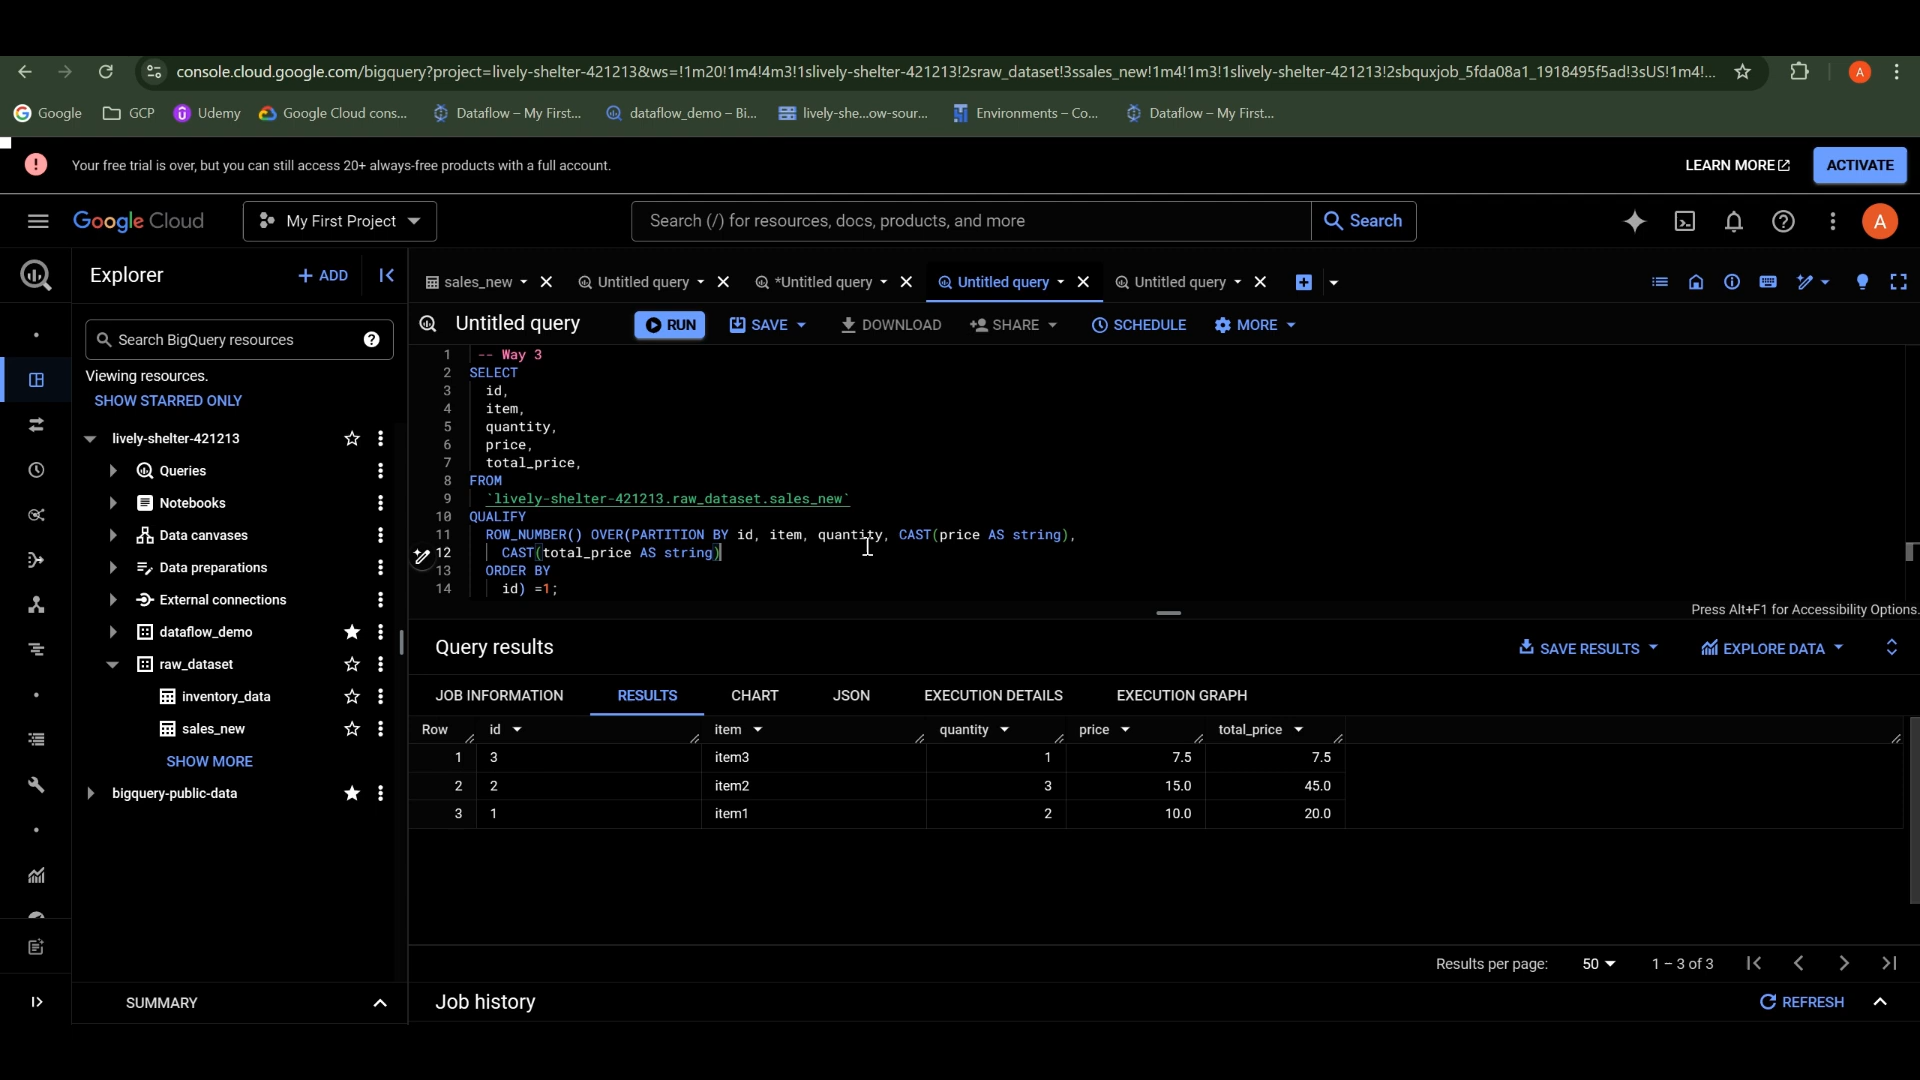 console.cloud.google.com/bigquery?project=lively-shelter-421213&ws=!1m20!1m4!4m3!1slively-shelter-421213!2sraw_dataset!3ssales_new!1m4!1m3!1slively-shelter-421213!2sbquxjob_5fda08a1_1918495f5ad!3sUS!1m4!... A
Google GCP Udemy Google Cloud cons... Dataflow – My First... dataflow_demo – Bi... lively-she...ow-sour... Environments – Co... Dataflow – My First...
Your free trial is over, but you can still access 20+ always-free products with a full account. LEARN MORE ACTIVATE
Google Cloud My First Project Search (/) for resources, docs, products, and more Search A
Explorer + ADD sales_new Untitled query *Untitled query Untitled query Untitled query
Untitled query RUN SAVE DOWNLOAD SHARE SCHEDULE MORE
Search BigQuery resources
Viewing resources.
SHOW STARRED ONLY
lively-shelter-421213
Queries
Notebooks
Data canvases
Data preparations
External connections
dataflow_demo
raw_dataset
inventory_data
sales_new
SHOW MORE
bigquery-public-data
SUMMARY
1 -- Way 3
2 SELECT
3 id,
4 item,
5 quantity,
6 price,
7 total_price,
8 FROM
9 `lively-shelter-421213.raw_dataset.sales_new`
10 QUALIFY
11 ROW_NUMBER() OVER(PARTITION BY id, item, quantity, CAST(price AS string),
12 CAST(total_price AS string)
13 ORDER BY
14 id) =1;
Press Alt+F1 for Accessibility Options.
Query results SAVE RESULTS EXPLORE DATA
JOB INFORMATION RESULTS CHART JSON EXECUTION DETAILS EXECUTION GRAPH
Row id item quantity price total_price
1 3 item3 1 7.5 7.5
2 2 item2 3 15.0 45.0
3 1 item1 2 10.0 20.0
Results per page: 50 1 – 3 of 3
Job history REFRESH